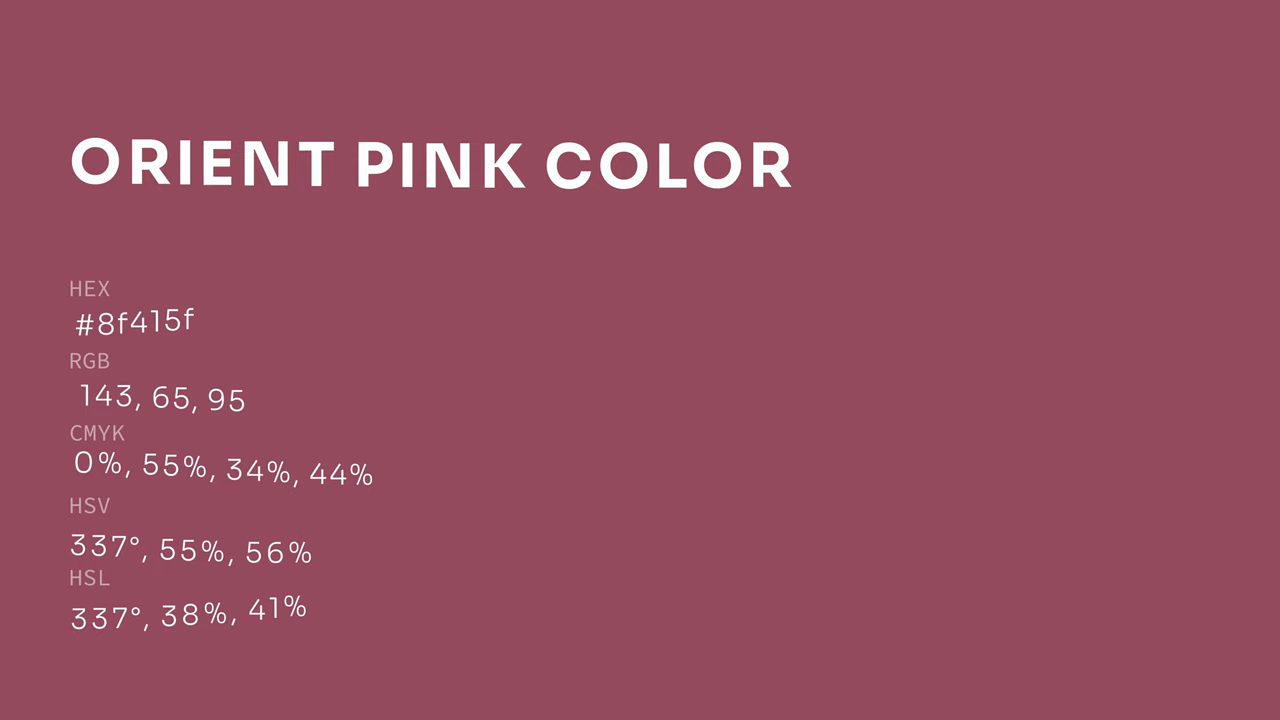 ORIENT PINK COLOR
HEX
#8f415f
RGB
143, 65, 95
CMYK
0%, 55%, 34%, 44%
HSV
337°, 55%, 56%
HSL
337°, 38%, 41%